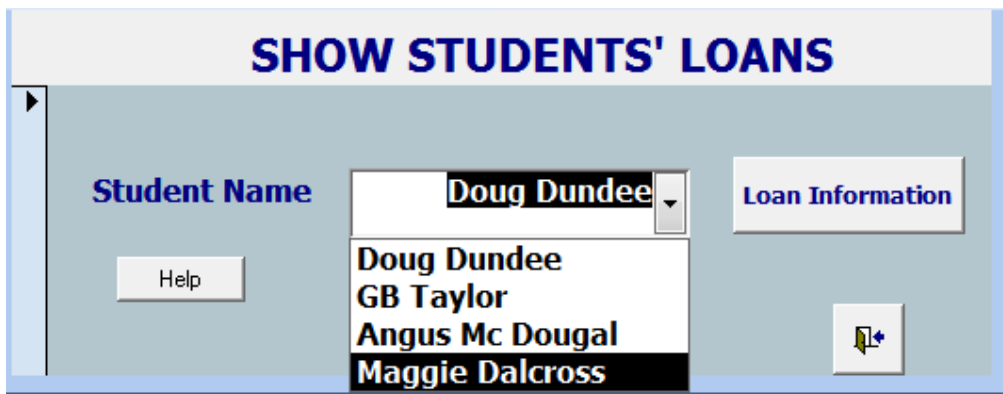 SHOW STUDENTS' LOANS
Student Name
Doug Dundee
Loan Information
Help
Doug Dundee
GB Taylor
Angus Mc Dougal
Maggie Dalcross